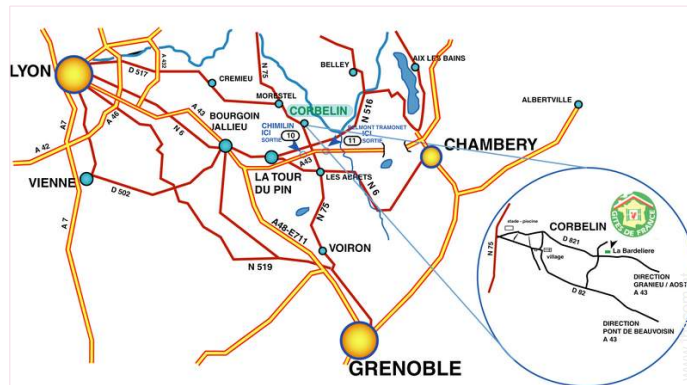 LYON
D 517
A 432
CREMIEU
N 75
MORESTEL
BELLEY
AIX LES BAINS
N 516
ALBERTVILLE
CORBELIN
A 43
A 46
A7
A 42
N 6
BOURGOIN
JALLIEU
CHIMILIN
ICI
SORTIE
10
BELMONT TRAMONET
ICI
SORTIE
11
CHAMBERY
A43
VIENNE
D 502
LA TOUR
DU PIN
LES ABRETS
N 6
A 7
A48-E711
N 75
VOIRON
N 519
GRENOBLE
GITES DE FRANCE
stade - piscine
CORBELIN
N 75
D 821
La Bardeliere
village
D 82
DIRECTION
GRANIEU / AOST
A 43
DIRECTION
PONT DE BEAUVOISIN
A 43